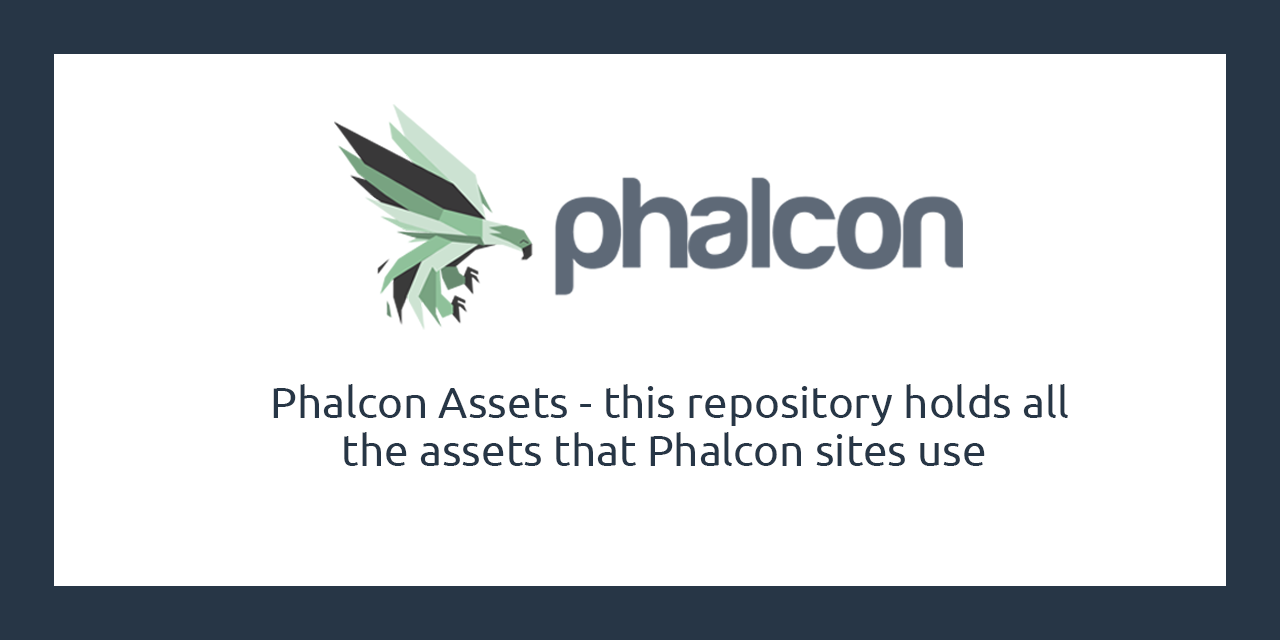 phalcon
Phalcon Assets - this repository holds all
the assets that Phalcon sites use